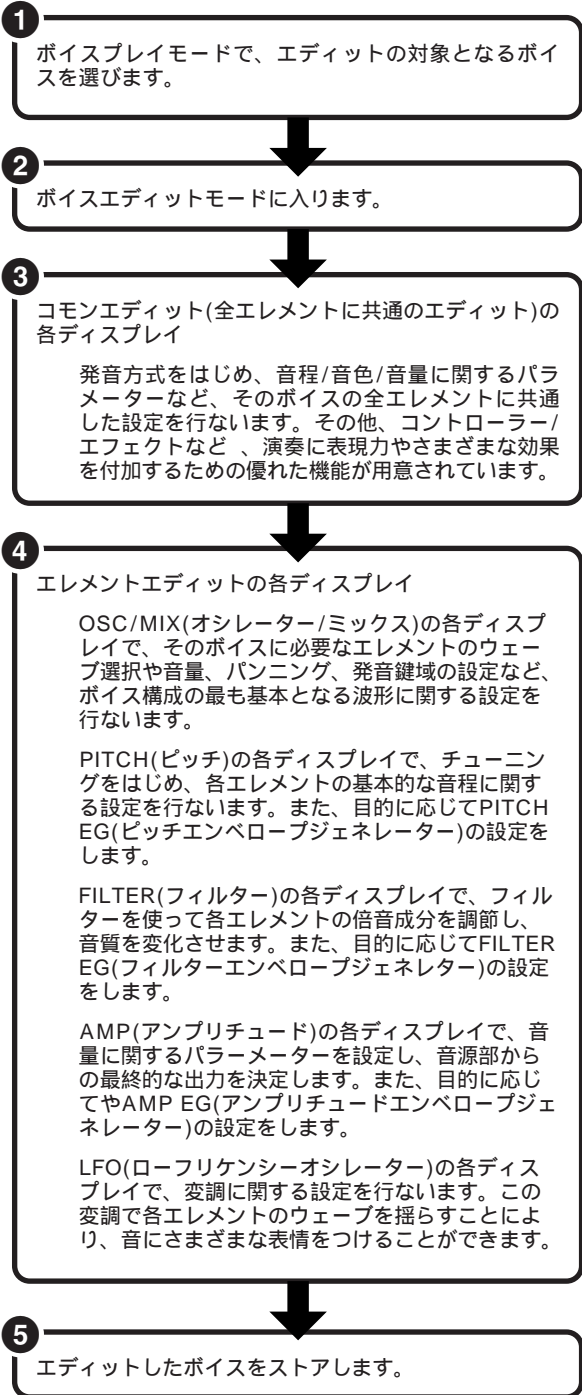 1
ボイスプレイモードで、エディットの対象となるボイ
スを選びます。
2
ボイスエディットモードに入ります。
3
コモンエディット(全エレメントに共通のエディット)の
各ディスプレイ
発音方式をはじめ、音程/音色/音量に関するパラ
メーターなど、そのボイスの全エレメントに共通
した設定を行ないます。その他、コントローラー/
エフェクトなど 、演奏に表現力やさまざまな効果
を付加するための優れた機能が用意されています。
4
エレメントエディットの各ディスプレイ
OSC/MIX(オシレーター/ミックス)の各ディスプ
レイで、そのボイスに必要なエレメントのウェー
ブ選択や音量、パンニング、発音鍵域の設定など、
ボイス構成の最も基本となる波形に関する設定を
行ないます。
PITCH(ピッチ)の各ディスプレイで、チューニン
グをはじめ、各エレメントの基本的な音程に関す
る設定を行ないます。また、目的に応じてPITCH
EG(ピッチエンベロープジェネレーター)の設定を
します。
FILTER(フィルター)の各ディスプレイで、フィル
ターを使って各エレメントの倍音成分を調節し、
音質を変化させます。また、目的に応じてFILTER
EG(フィルターエンベロープジェネレター)の設定
をします。
AMP(アンプリチュード)の各ディスプレイで、音
量に関するパラーメーターを設定し、音源部から
の最終的な出力を決定します。また、目的に応じ
てやAMP EG(アンプリチュードエンベロープジェ
ネレーター)の設定をします。
LFO(ローフリケンシーオシレーター)の各ディス
プレイで、変調に関する設定を行ないます。この
変調で各エレメントのウェーブを揺らすことによ
り、音にさまざまな表情をつけることができます。
5
エディットしたボイスをストアします。